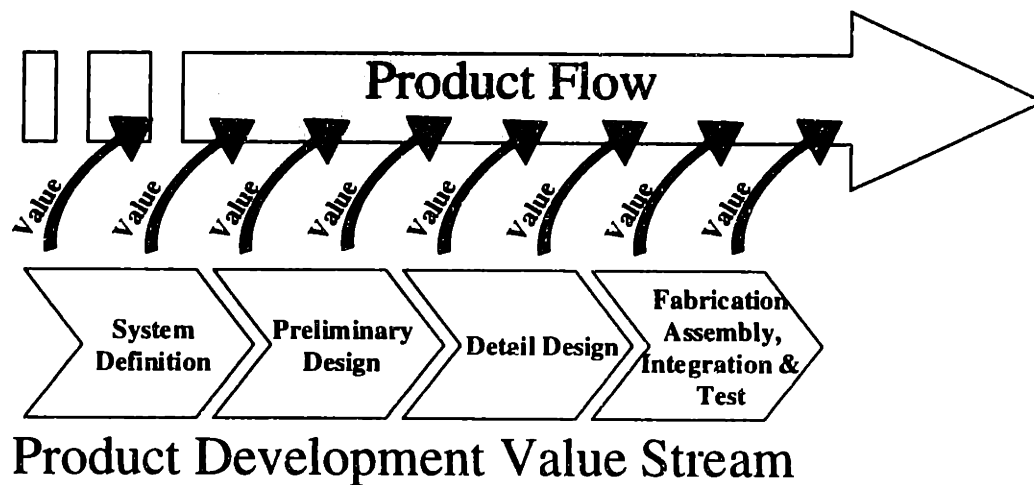 Product Flow
Value Value Value Value Value Value Value Value
System
Definition
Preliminary
Design
Detail Design
Fabrication
Assembly,
Integration &
Test
Product Development Value Stream